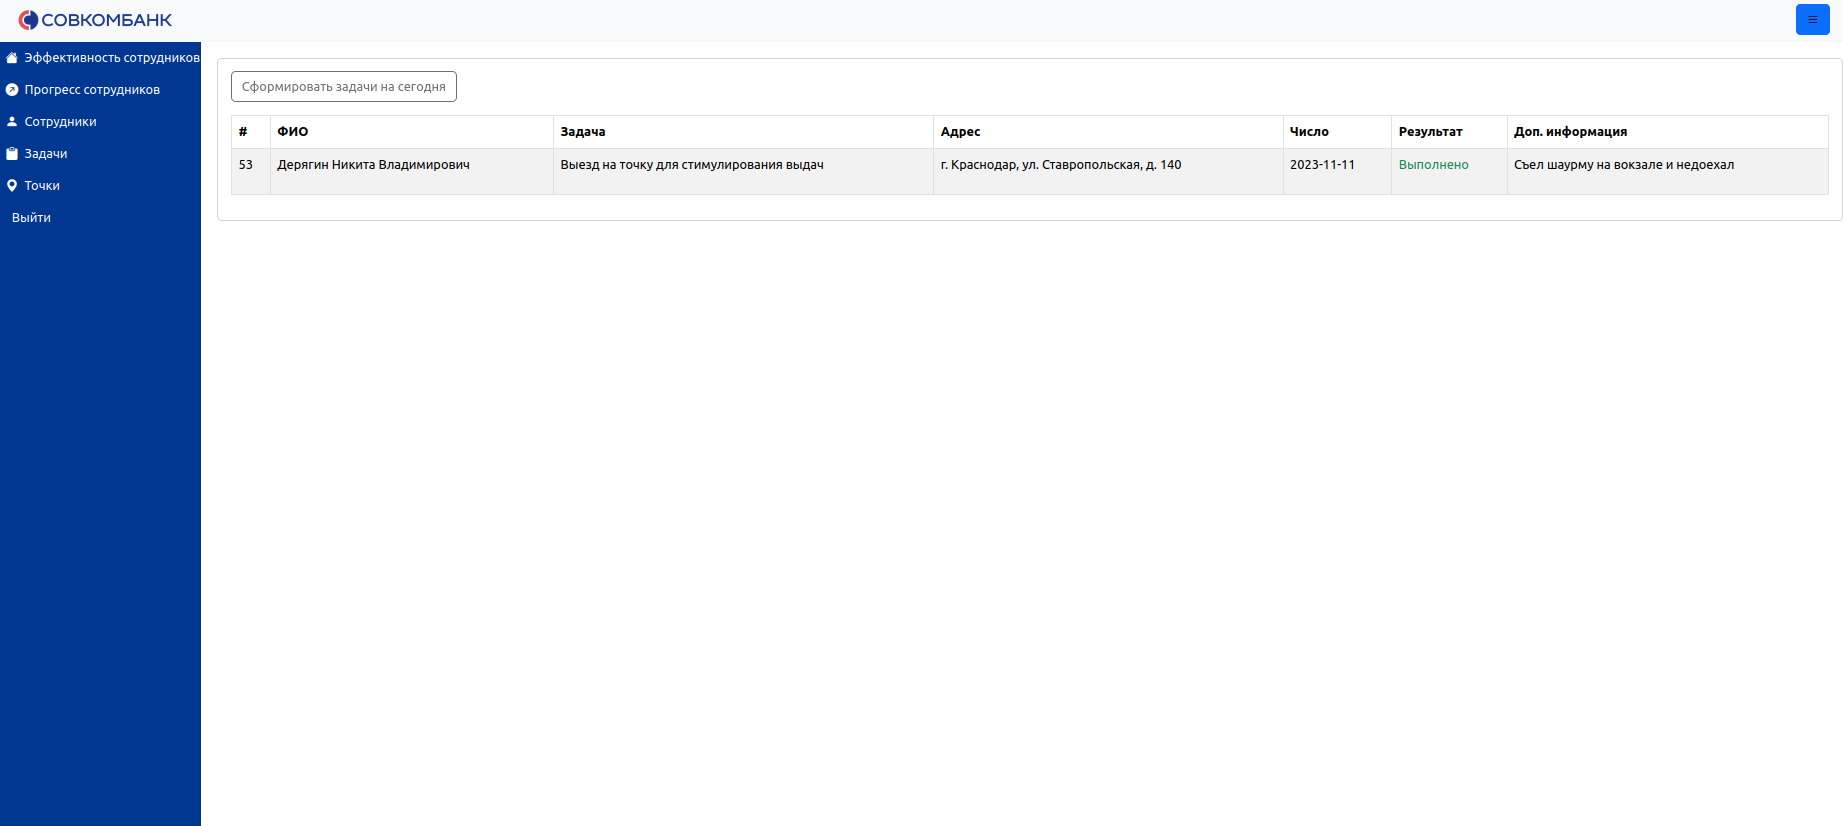 СОВКОМБАНК
Эффективность сотрудников
Прогресс сотрудников
Сотрудники
Задачи
Точки
Выйти
Сформировать задачи на сегодня
# ФИО Задача Адрес Число Результат Доп. информация
53 Дерягин Никита Владимирович Выезд на точку для стимулирования выдач г. Краснодар, ул. Ставропольская, д. 140 2023-11-11 Выполнено Съел шаурму на вокзале и недоехал